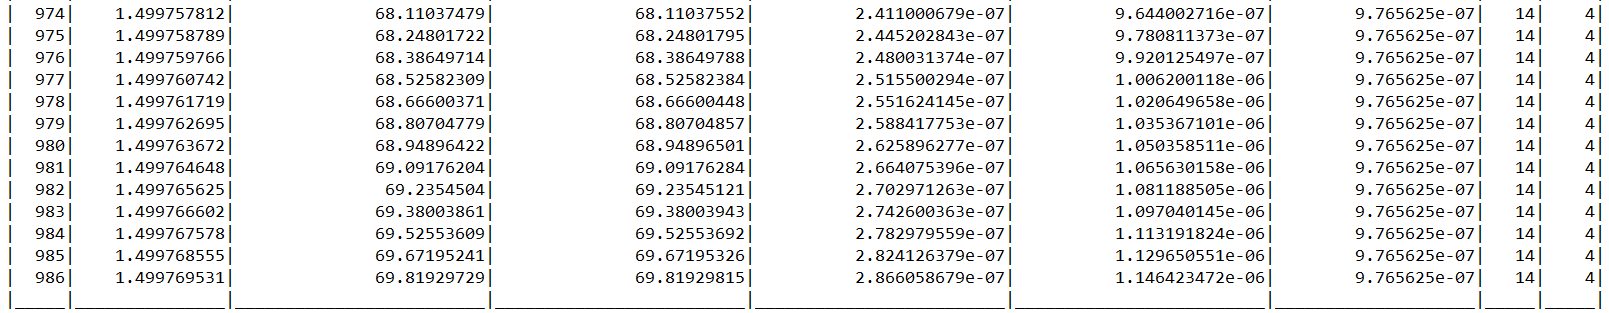 | 974| 1.499757812| 68.11037479| 68.11037552| 2.411000679e-07| 9.644002716e-07| 9.765625e-07| 14| 4|
| 975| 1.499758789| 68.24801722| 68.24801795| 2.445202843e-07| 9.780811373e-07| 9.765625e-07| 14| 4|
| 976| 1.499759766| 68.38649714| 68.38649788| 2.480031374e-07| 9.920125497e-07| 9.765625e-07| 14| 4|
| 977| 1.499760742| 68.52582309| 68.52582384| 2.515500294e-07| 1.006200118e-06| 9.765625e-07| 14| 4|
| 978| 1.499761719| 68.66600371| 68.66600448| 2.551624145e-07| 1.020649658e-06| 9.765625e-07| 14| 4|
| 979| 1.499762695| 68.80704779| 68.80704857| 2.588417753e-07| 1.035367101e-06| 9.765625e-07| 14| 4|
| 980| 1.499763672| 68.94896422| 68.94896501| 2.625896277e-07| 1.050358511e-06| 9.765625e-07| 14| 4|
| 981| 1.499764648| 69.09176204| 69.09176284| 2.664075396e-07| 1.065630158e-06| 9.765625e-07| 14| 4|
| 982| 1.499765625| 69.2354504| 69.23545121| 2.702971263e-07| 1.081188505e-06| 9.765625e-07| 14| 4|
| 983| 1.499766602| 69.38003861| 69.38003943| 2.742600363e-07| 1.097040145e-06| 9.765625e-07| 14| 4|
| 984| 1.499767578| 69.52553609| 69.52553692| 2.782979559e-07| 1.113191824e-06| 9.765625e-07| 14| 4|
| 985| 1.499768555| 69.67195241| 69.67195326| 2.824126379e-07| 1.129650551e-06| 9.765625e-07| 14| 4|
| 986| 1.499769531| 69.81929729| 69.81929815| 2.866058679e-07| 1.146423472e-06| 9.765625e-07| 14| 4|